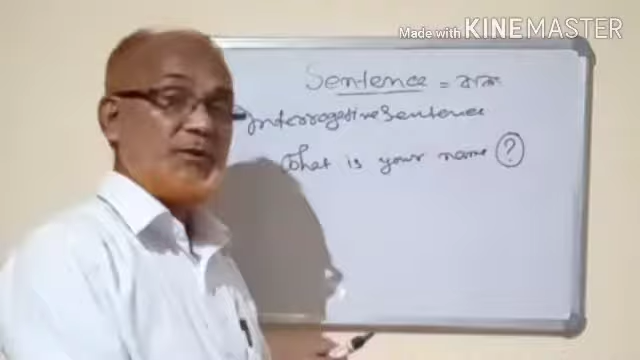 Made with KINEMASTER
Sentence = বাক্য
Interrogative Sentence
What is your name ?